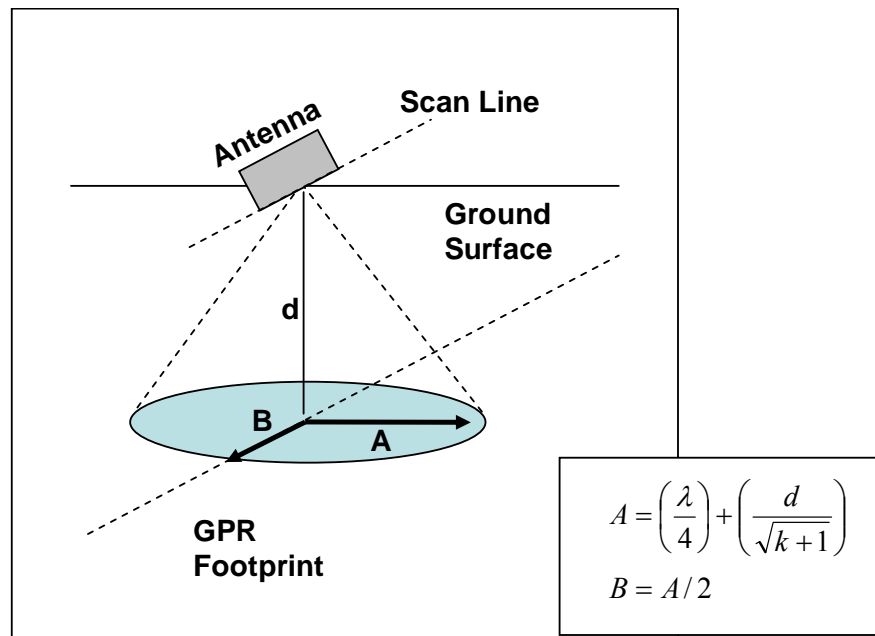 Scan Line
Antenna
Ground
Surface
d
B
A
GPR
Footprint
A = (λ/4) + (d/√(k+1))
B = A/2